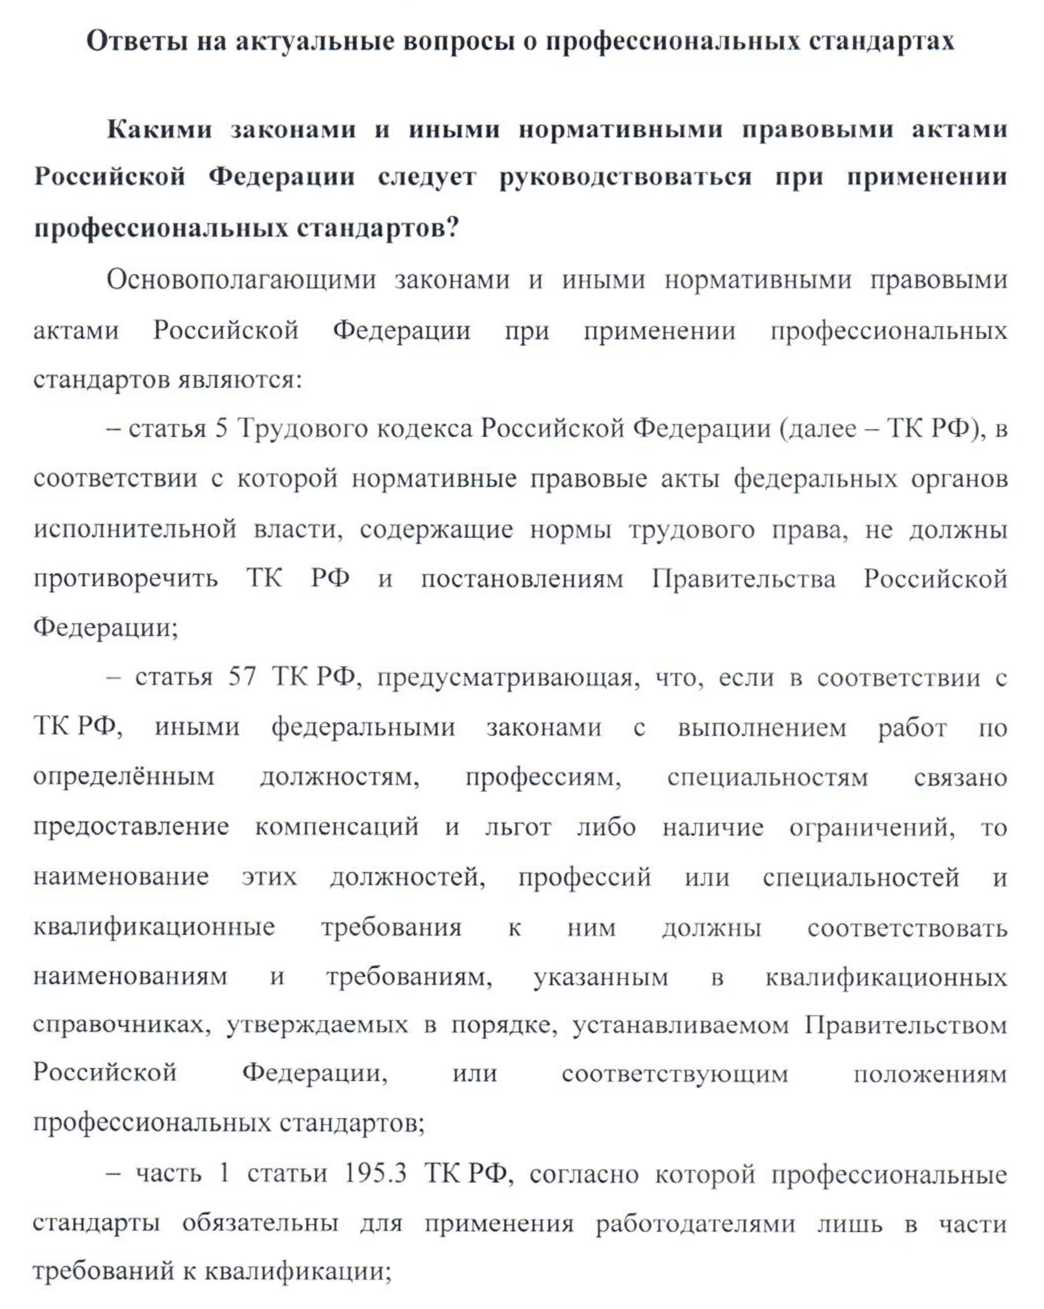 Ответы на актуальные вопросы о профессиональных стандартах
Какими законами и иными нормативными правовыми актами
Российской Федерации следует руководствоваться при применении
профессиональных стандартов?
Основополагающими законами и иными нормативными правовыми
актами Российской Федерации при применении профессиональных
стандартов являются:
– статья 5 Трудового кодекса Российской Федерации (далее – ТК РФ), в
соответствии с которой нормативные правовые акты федеральных органов
исполнительной власти, содержащие нормы трудового права, не должны
противоречить ТК РФ и постановлениям Правительства Российской
Федерации;
– статья 57 ТК РФ, предусматривающая, что, если в соответствии с
ТК РФ, иными федеральными законами с выполнением работ по
определённым должностям, профессиям, специальностям связано
предоставление компенсаций и льгот либо наличие ограничений, то
наименование этих должностей, профессий или специальностей и
квалификационные требования к ним должны соответствовать
наименованиям и требованиям, указанным в квалификационных
справочниках, утверждаемых в порядке, устанавливаемом Правительством
Российской Федерации, или соответствующим положениям
профессиональных стандартов;
– часть 1 статьи 195.3 ТК РФ, согласно которой профессиональные
стандарты обязательны для применения работодателями лишь в части
требований к квалификации;